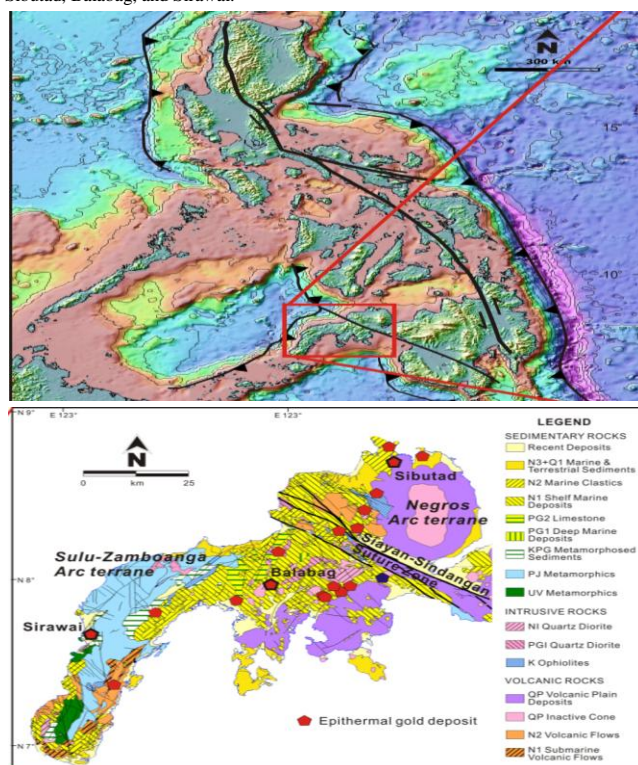 Sibutad, Balabag, and Sirawai.
N
300 km
15
10
N 9°
E 123°
E 123°
N
0 25
km
Sibutad
Negros
Arc terrane
Sulu-Zamboanga
Arc terrane
Siayan-Sindangan
Suture Zone
Balabag
N 8°
Sirawai
N 7°
Epithermal gold deposit
LEGEND
SEDIMENTARY ROCKS
Recent Deposits
N3+Q1 Marine &
Terrestrial Sediments
N2 Marine Clastics
N1 Shelf Marine
Deposits
PG2 Limestone
PG1 Deep Marine
Deposits
KPG Metamorphosed
Sediments
PJ Metamorphics
UV Metamorphics
INTRUSIVE ROCKS
NI Quartz Diorite
PGI Quartz Diorite
K Ophiolites
VOLCANIC ROCKS
QP Volcanic Plain
Deposits
QP Inactive Cone
N2 Volcanic Flows
N1 Submarine
Volcanic Flows